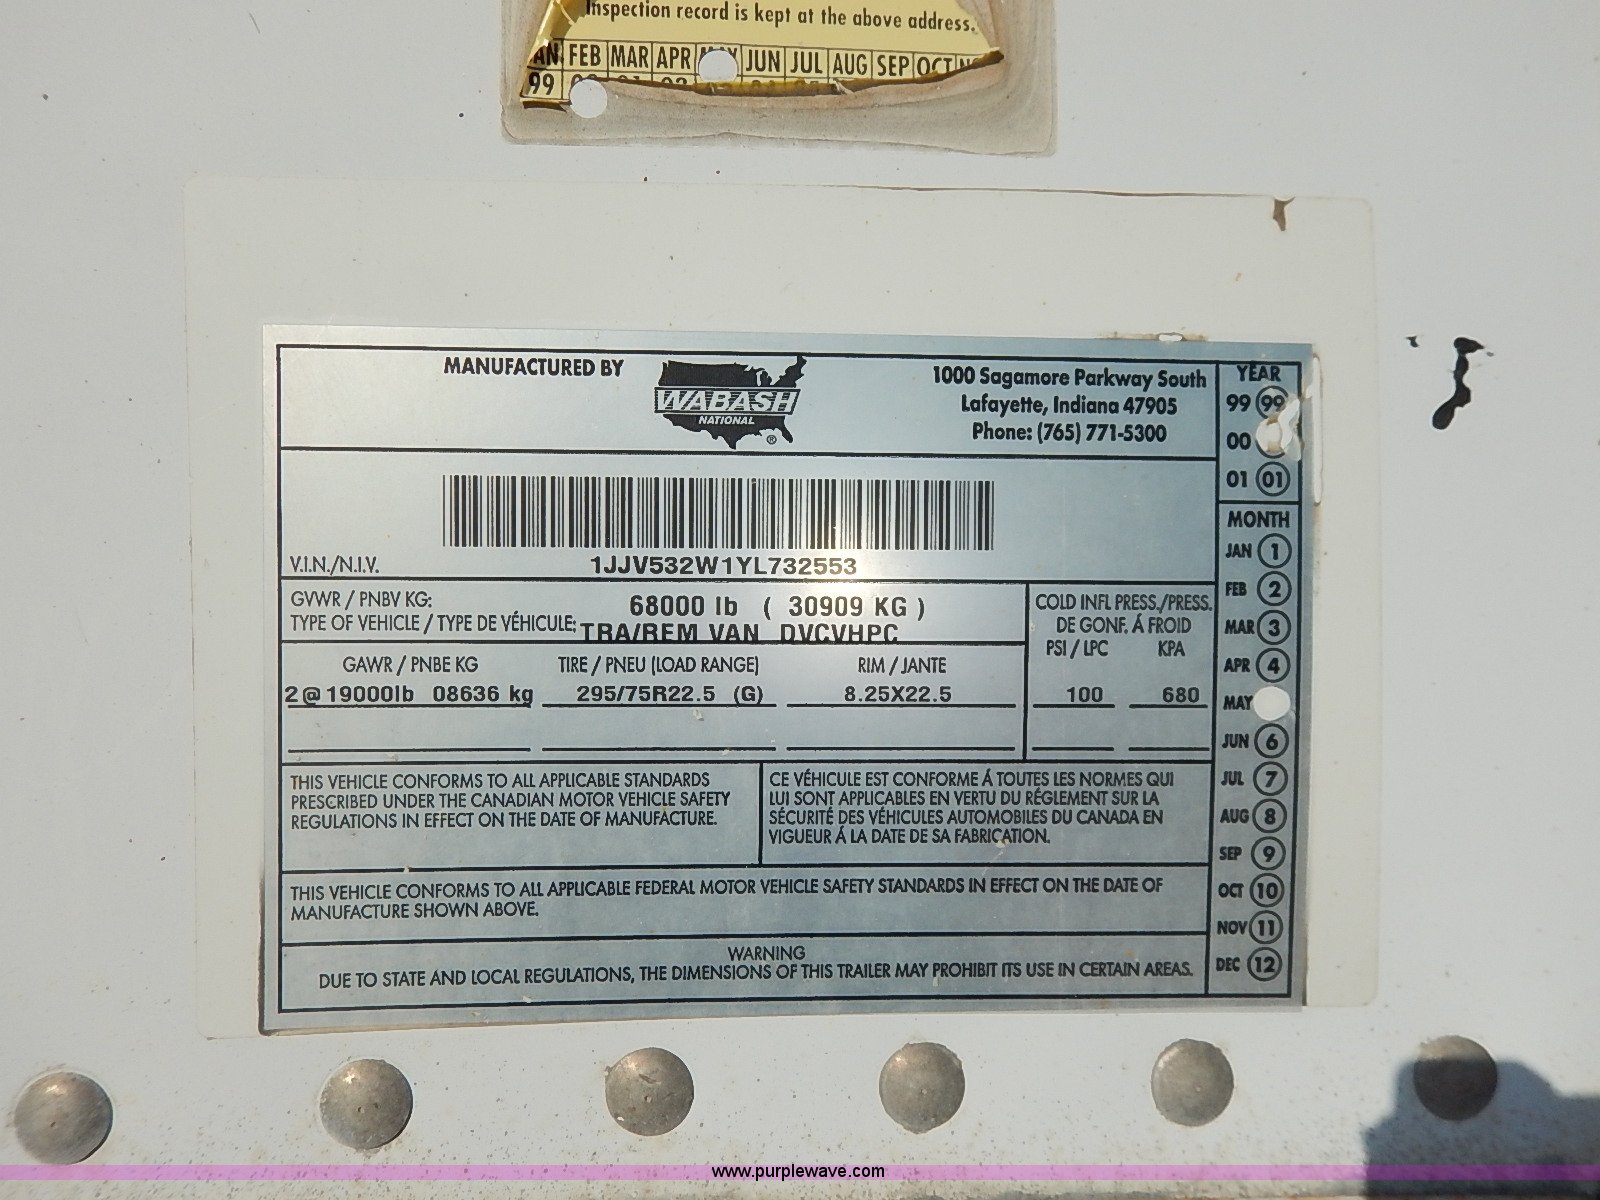 Inspection record is kept at the above address.
AN FEB MAR APR MAY JUN JUL AUG SEP OCT
99
MANUFACTURED BY
WABASH
NATIONAL
®
1000 Sagamore Parkway South
Lafayette, Indiana 47905
Phone: (765) 771-5300
YEAR
99 99
00
01 01
V.I.N./N.I.V.
1JJV532W1YL732553
GVWR / PNBV KG: 68000 lb ( 30909 KG )
TYPE OF VEHICLE / TYPE DE VÉHICULE: TRA/REM VAN DVCVHPC
COLD INFL PRESS./PRESS.
DE GONF. Á FROID
PSI / LPC KPA
GAWR / PNBE KG TIRE / PNEU (LOAD RANGE) RIM / JANTE
2@19000lb 08636 kg 295/75R22.5 (G) 8.25X22.5 100 680
THIS VEHICLE CONFORMS TO ALL APPLICABLE STANDARDS
PRESCRIBED UNDER THE CANADIAN MOTOR VEHICLE SAFETY
REGULATIONS IN EFFECT ON THE DATE OF MANUFACTURE.
CE VÉHICULE EST CONFORME Á TOUTES LES NORMES QUI
LUI SONT APPLICABLES EN VERTU DU RÉGLEMENT SUR LA
SÉCURITÉ DES VÉHICULES AUTOMOBILES DU CANADA EN
VIGUEUR Á LA DATE DE SA FABRICATION.
THIS VEHICLE CONFORMS TO ALL APPLICABLE FEDERAL MOTOR VEHICLE SAFETY STANDARDS IN EFFECT ON THE DATE OF
MANUFACTURE SHOWN ABOVE.
WARNING
DUE TO STATE AND LOCAL REGULATIONS, THE DIMENSIONS OF THIS TRAILER MAY PROHIBIT ITS USE IN CERTAIN AREAS.
MONTH
JAN 1
FEB 2
MAR 3
APR 4
MAY
JUN 6
JUL 7
AUG 8
SEP 9
OCT 10
NOV 11
DEC 12
www.purplewave.com